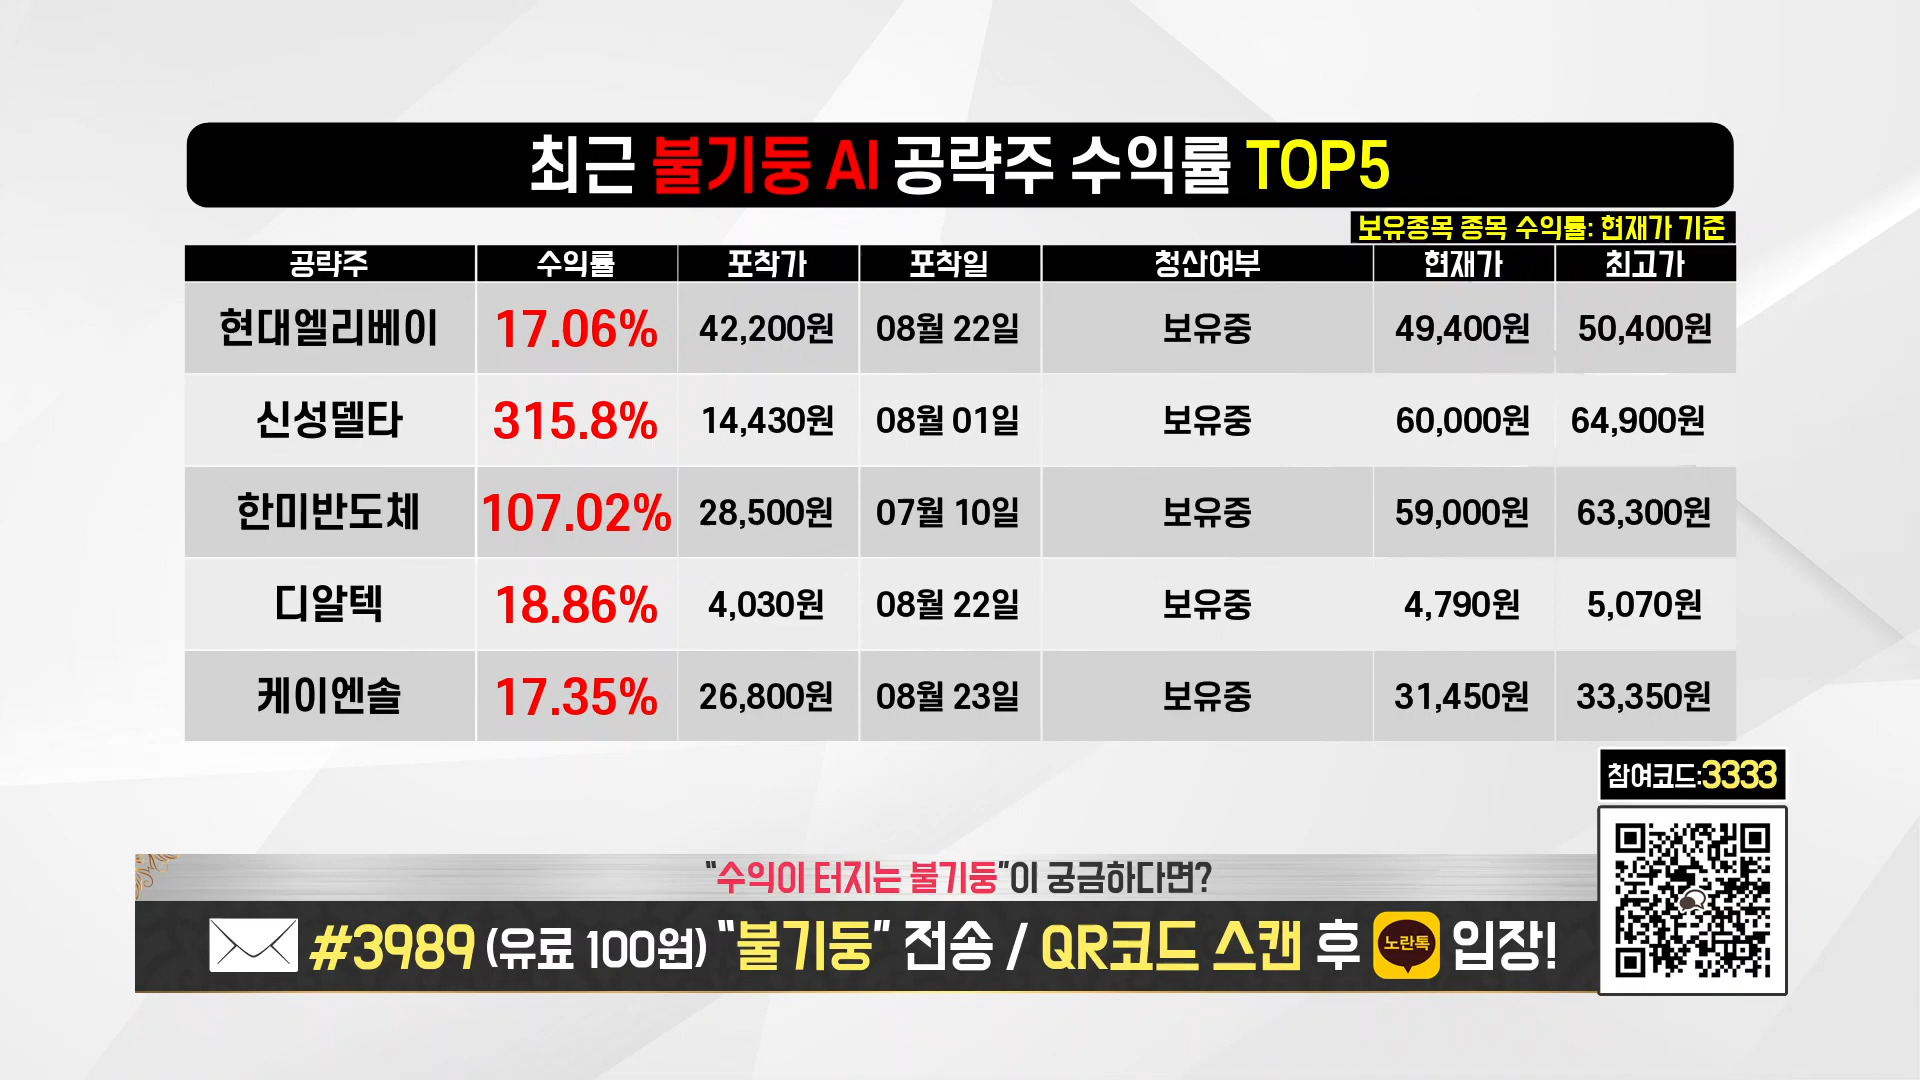 최근 불기둥 AI 공략주 수익률 TOP5
보유종목 종목 수익률: 현재가 기준
공략주 수익률 포착가 포착일 청산여부 현재가 최고가
현대엘리베이 17.06% 42,200원 08월 22일 보유중 49,400원 50,400원
신성델타 315.8% 14,430원 08월 01일 보유중 60,000원 64,900원
한미반도체 107.02% 28,500원 07월 10일 보유중 59,000원 63,300원
디알텍 18.86% 4,030원 08월 22일 보유중 4,790원 5,070원
케이엔솔 17.35% 26,800원 08월 23일 보유중 31,450원 33,350원
참여코드:3333
"수익이 터지는 불기둥"이 궁금하다면?
#3989 (유료 100원) "불기둥" 전송 / QR코드 스캔 후 노란톡 입장!